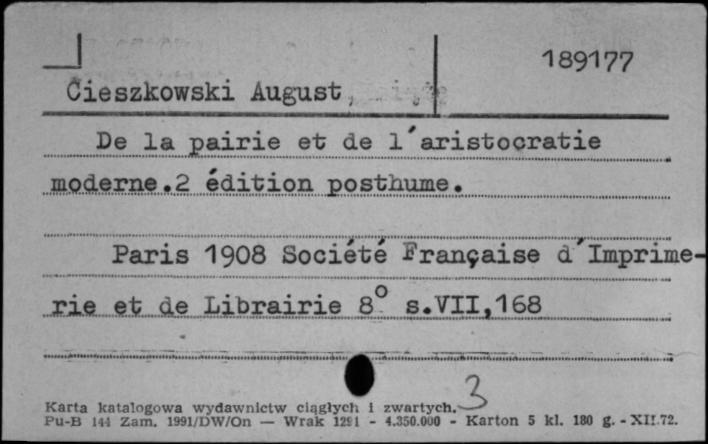 189177
Cieszkowski August,
De la pairie et de l'aristocratie
moderne.2 édition posthume.
Paris 1908 Société Française d'Imprime-
rie et de Librairie 8° s.VII,168
3
Karta katalogowa wydawnictw ciągłych i zwartych.
Pu-B 144 Zam. 1991/DW/On — Wrak 1291 - 4.350.000 - Karton 5 kl. 180 g. - XII.72.